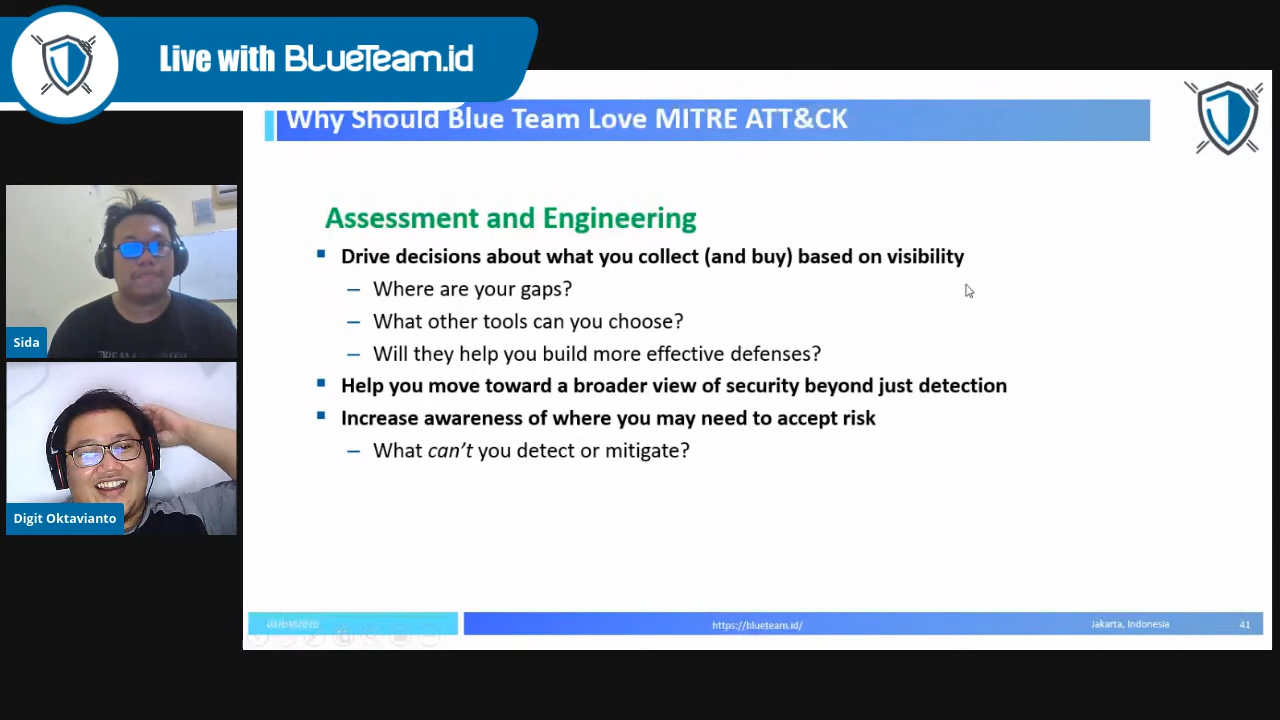 Live with BLUETEAM.ID
Why Should Blue Team Love MITRE ATT&CK
Assessment and Engineering
Drive decisions about what you collect (and buy) based on visibility
– Where are your gaps?
– What other tools can you choose?
– Will they help you build more effective defenses?
Help you move toward a broader view of security beyond just detection
Increase awareness of where you may need to accept risk
– What can't you detect or mitigate?
Sida
Digit Oktavianto
https://blueteam.id/
Jakarta, Indonesia
41